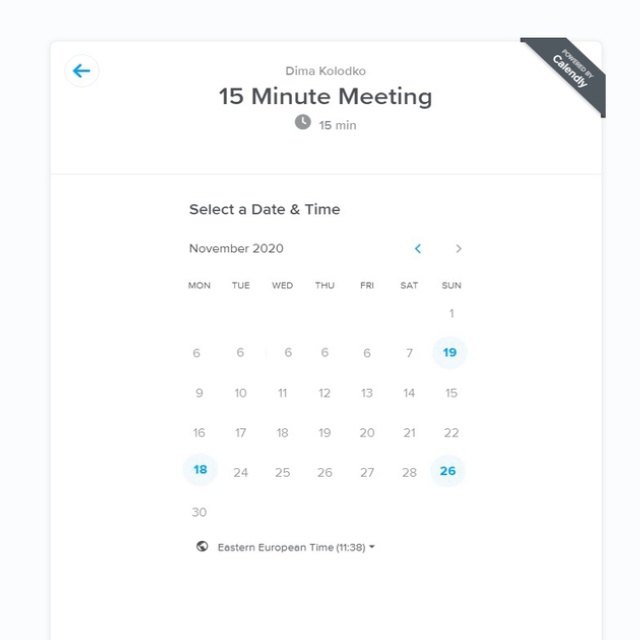 POWERED BY
Calendly
Dima Kolodko
15 Minute Meeting
15 min
Select a Date & Time
November 2020
MON TUE WED THU FRI SAT SUN
1
6 6 6 6 6 7 19
9 10 11 12 13 14 15
16 17 18 19 20 21 22
18 24 25 26 27 28 26
30
Eastern European Time (11:38)